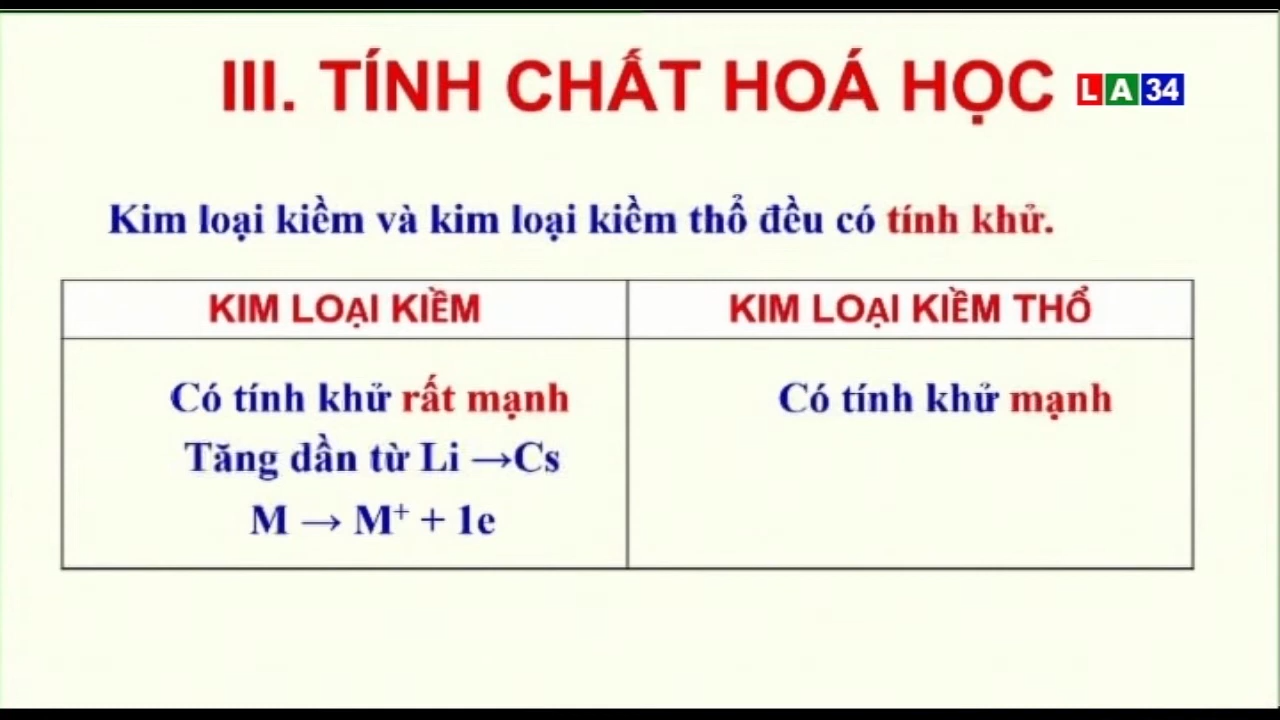 III. TÍNH CHẤT HOÁ HỌC
LA34
Kim loại kiềm và kim loại kiềm thổ đều có tính khử.
KIM LOẠI KIỀM
KIM LOẠI KIỀM THỔ
Có tính khử rất mạnh
Tăng dần từ Li →Cs
M → M⁺ + 1e
Có tính khử mạnh